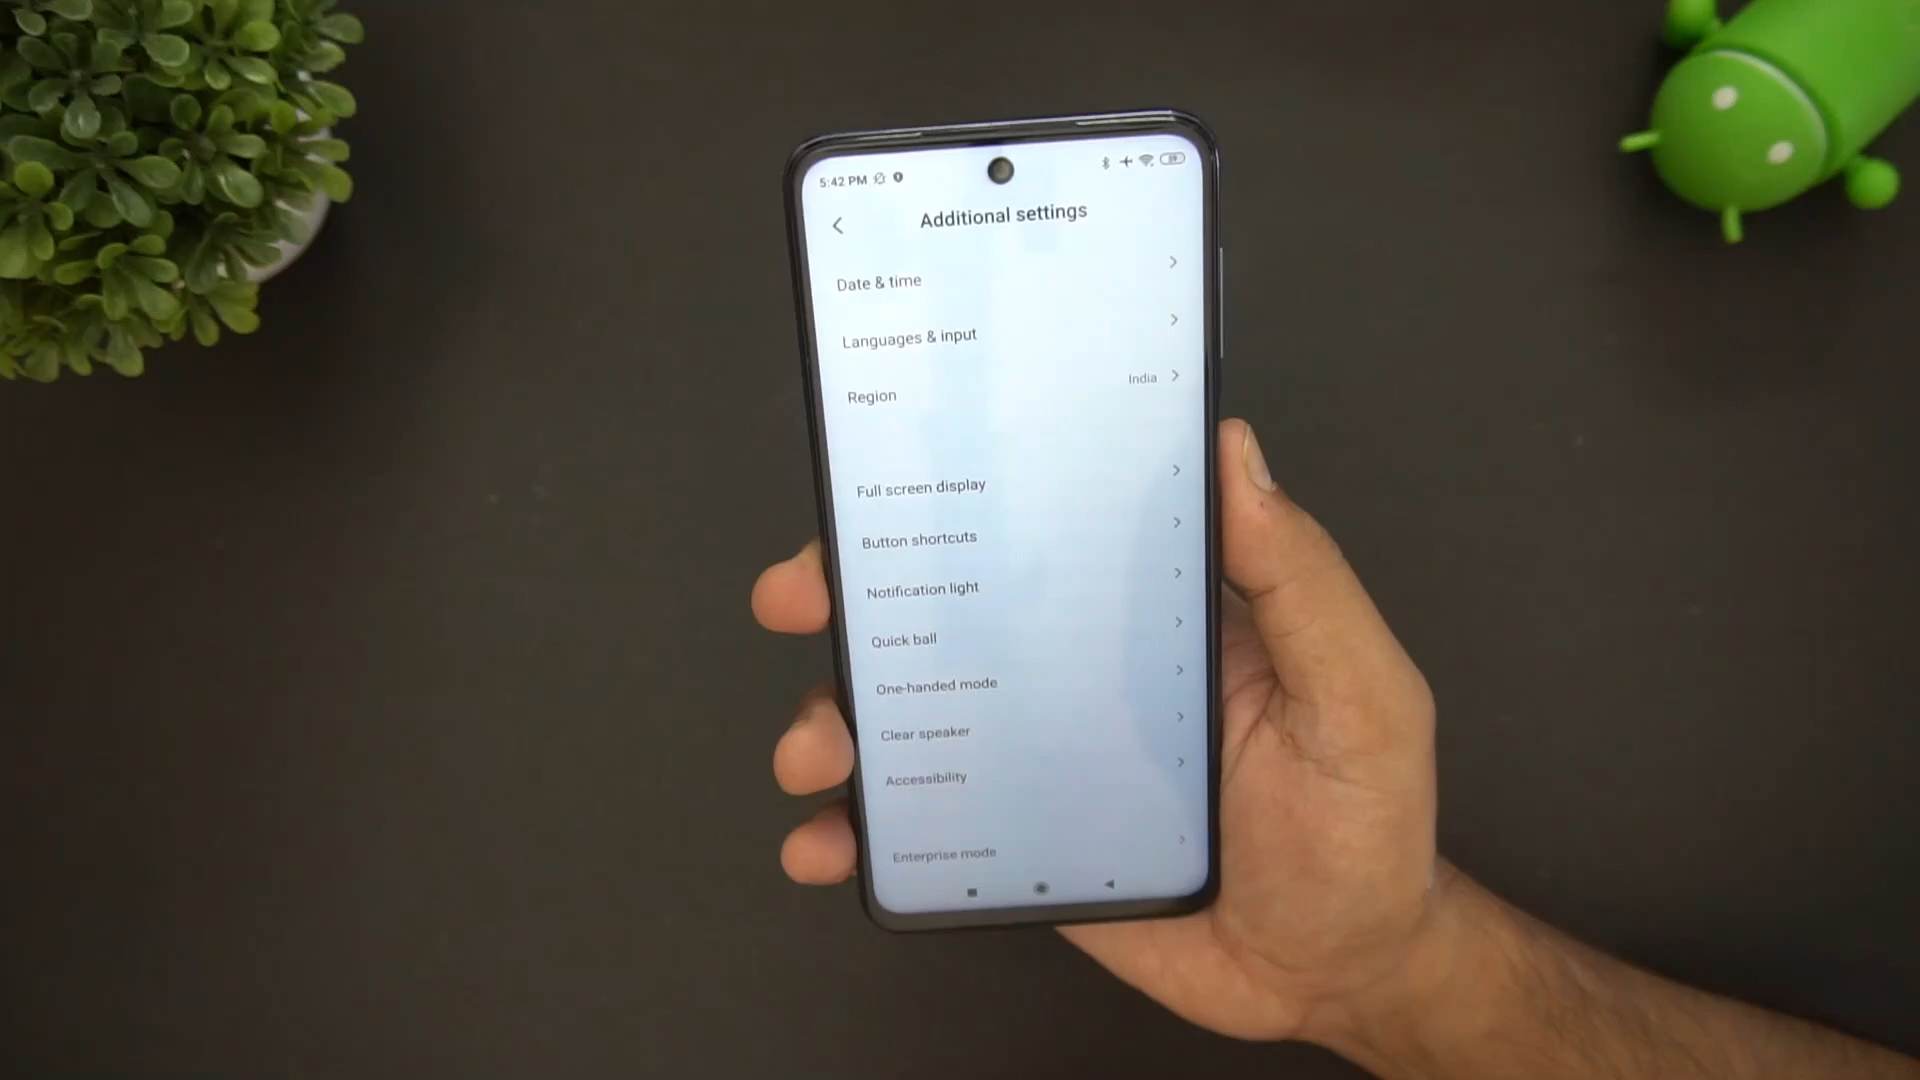 5:42 PM
Additional settings
Date & time
Languages & input
Region India
Full screen display
Button shortcuts
Notification light
Quick ball
One-handed mode
Clear speaker
Accessibility
Enterprise mode